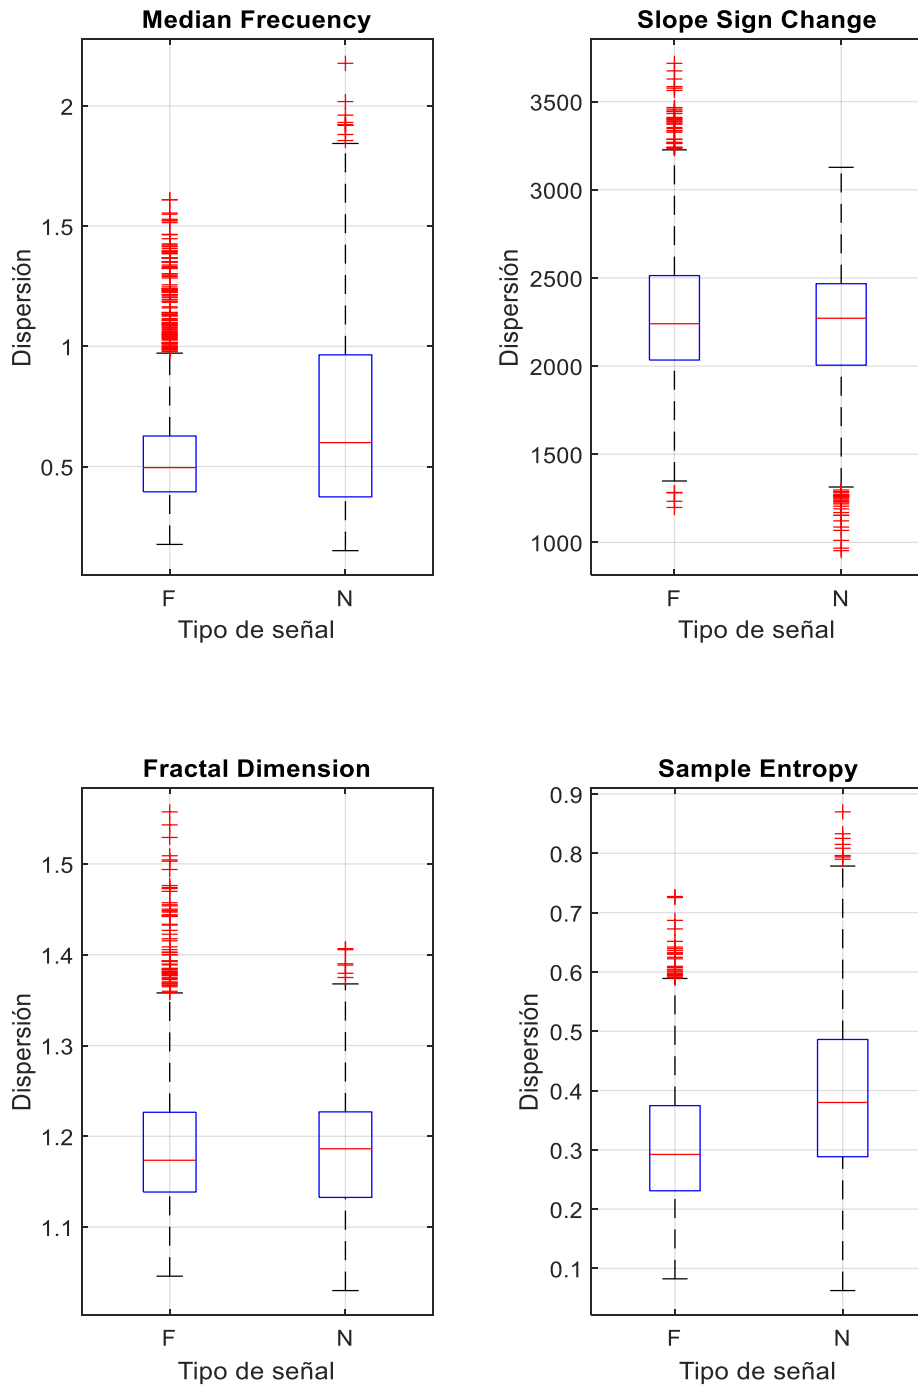 Median Frecuency
Dispersión
2
1.5
1
0.5
F
N
Tipo de señal
Slope Sign Change
Dispersión
3500
3000
2500
2000
1500
1000
F
N
Tipo de señal
Fractal Dimension
Dispersión
1.5
1.4
1.3
1.2
1.1
F
N
Tipo de señal
Sample Entropy
Dispersión
0.9
0.8
0.7
0.6
0.5
0.4
0.3
0.2
0.1
F
N
Tipo de señal